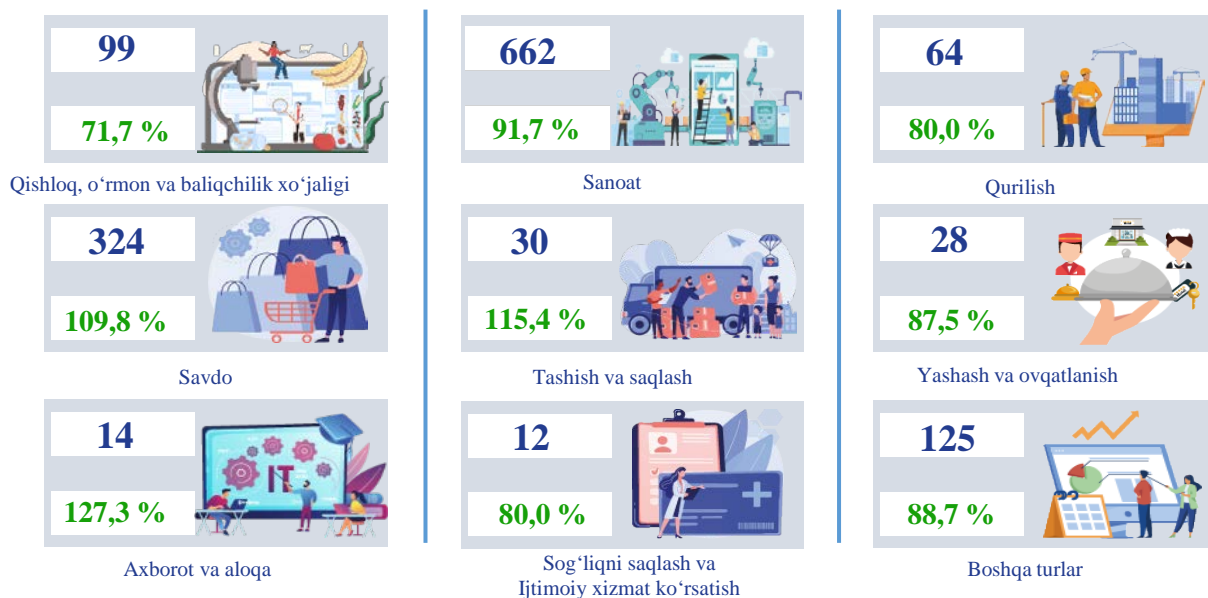 99
71,7 %
Qishloq, o‘rmon va baliqchilik xo‘jaligi
662
91,7 %
Sanoat
64
80,0 %
Qurilish
324
109,8 %
Savdo
30
115,4 %
Tashish va saqlash
28
87,5 %
Yashash va ovqatlanish
14
127,3 %
IT
Axborot va aloqa
12
80,0 %
Sog‘liqni saqlash va
Ijtimoiy xizmat ko‘rsatish
125
88,7 %
Boshqa turlar